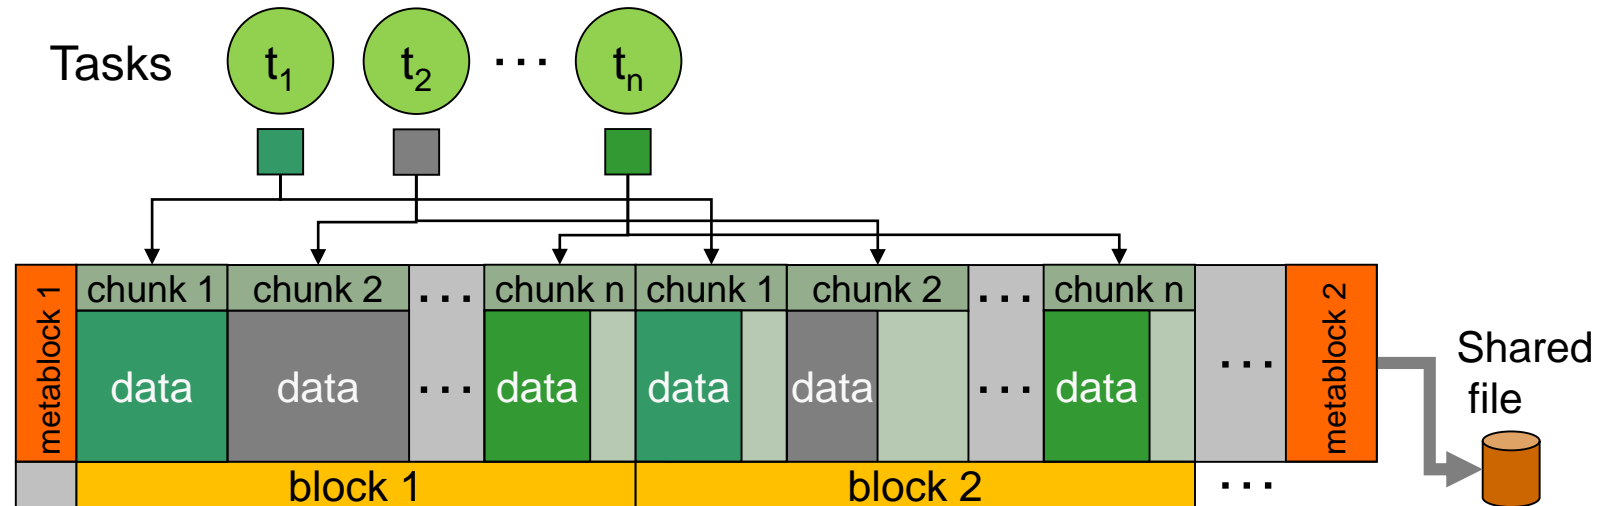 Tasks t1 t2 ... tn
metablock 1 chunk 1 chunk 2 ... chunk n chunk 1 chunk 2 ... chunk n ... metablock 2
data data ... data data data ... data
Shared
file
block 1 block 2 ...